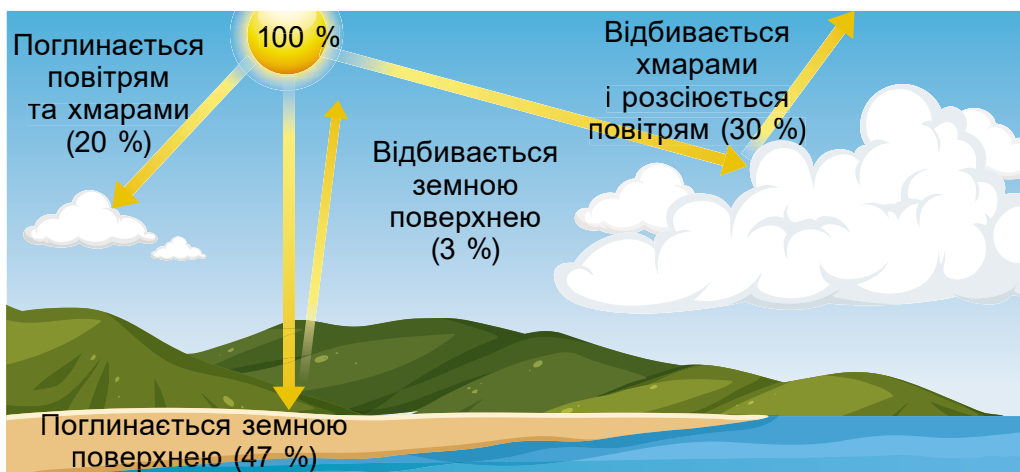 100 %
Поглинається
повітрям
та хмарами
(20 %)
Відбивається
земною
поверхнею
(3 %)
Відбивається
хмарами
і розсіюється
повітрям (30 %)
Поглинається земною
поверхнею (47 %)